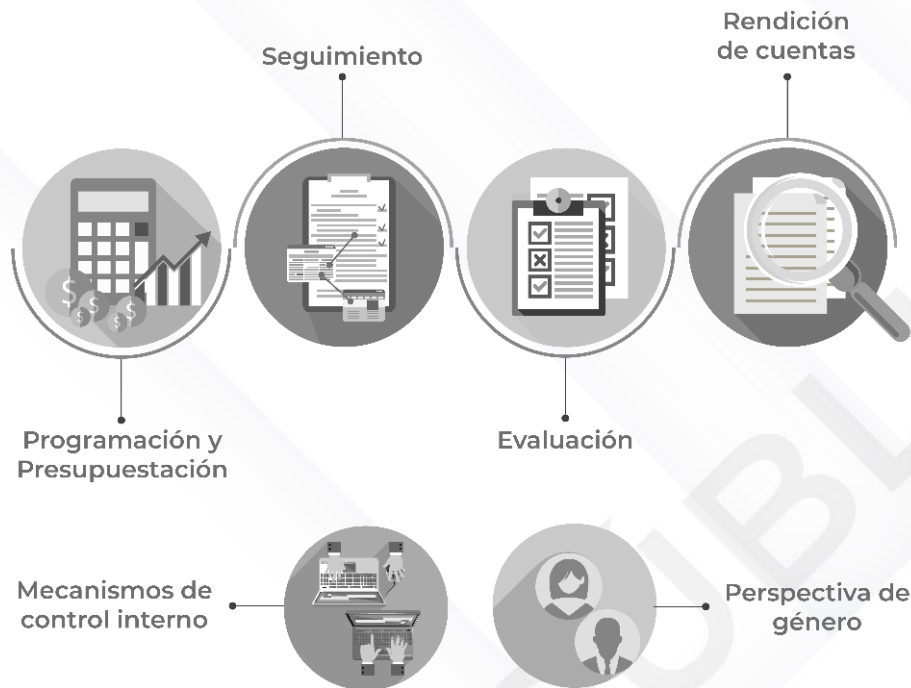 Rendición
de cuentas
Seguimiento
Programación y
Presupuestación
Evaluación
Mecanismos de
control interno
Perspectiva de
género